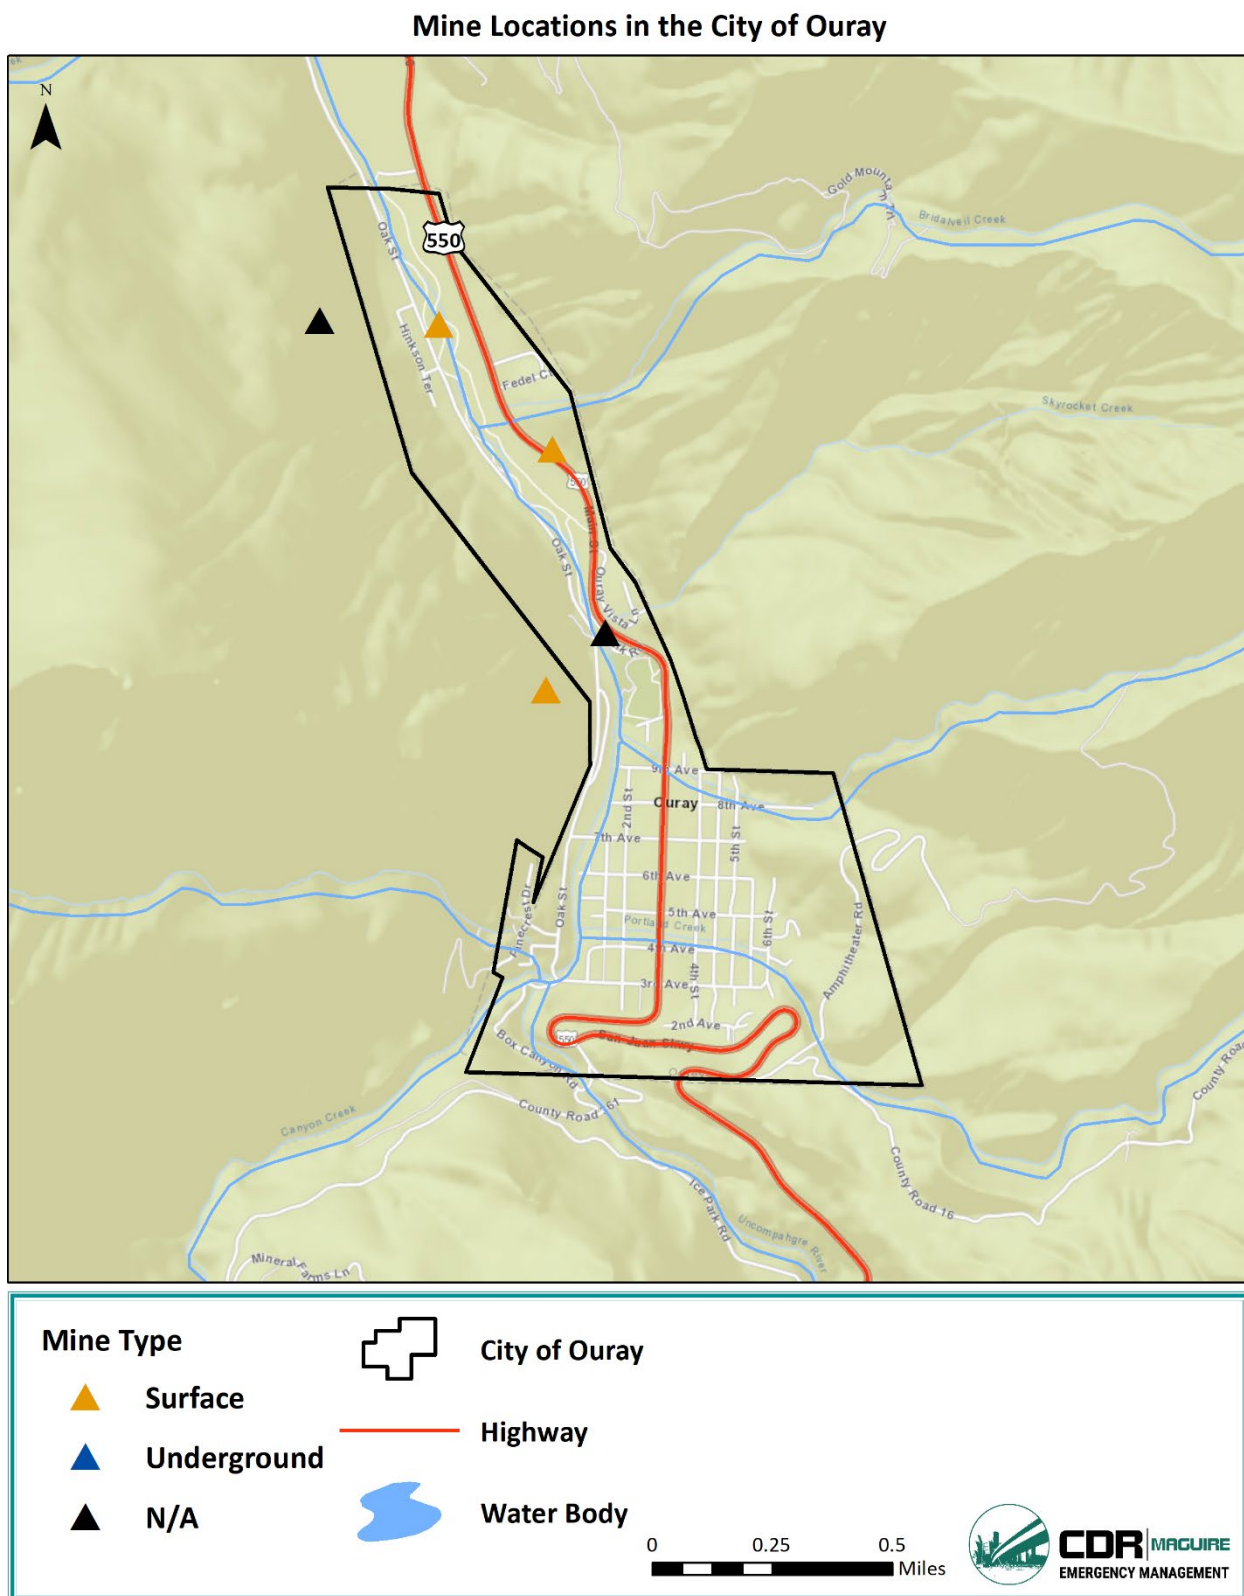 Mine Locations in the City of Ouray
N
Gold Mounta
n Ln
Bridalveil Creek
Oak St
550
Hinkson Ter
Fedel Ct
Skyrocket Creek
550
Main St
Oak St
Ouray Vista
Ln
9th Ave
Ouray
8th Ave
2nd St
5th St
7th Ave
6th Ave
Pinecrest Dr
Oak St
5th Ave
Portland Creek
6th St
4th Ave
Amphitheater Rd
3rd Ave
4th St
2nd Ave
550
San Juan Shwy
Box Canyon Rd
County Road 361
Canyon Creek
County Road
County Road 16
Ice Park Rd
Uncompahgre River
Mineral Farms Ln
Mine Type
City of Ouray
Surface
Highway
Underground
N/A
Water Body
0 0.25 0.5
Miles
CDR MAGUIRE
EMERGENCY MANAGEMENT